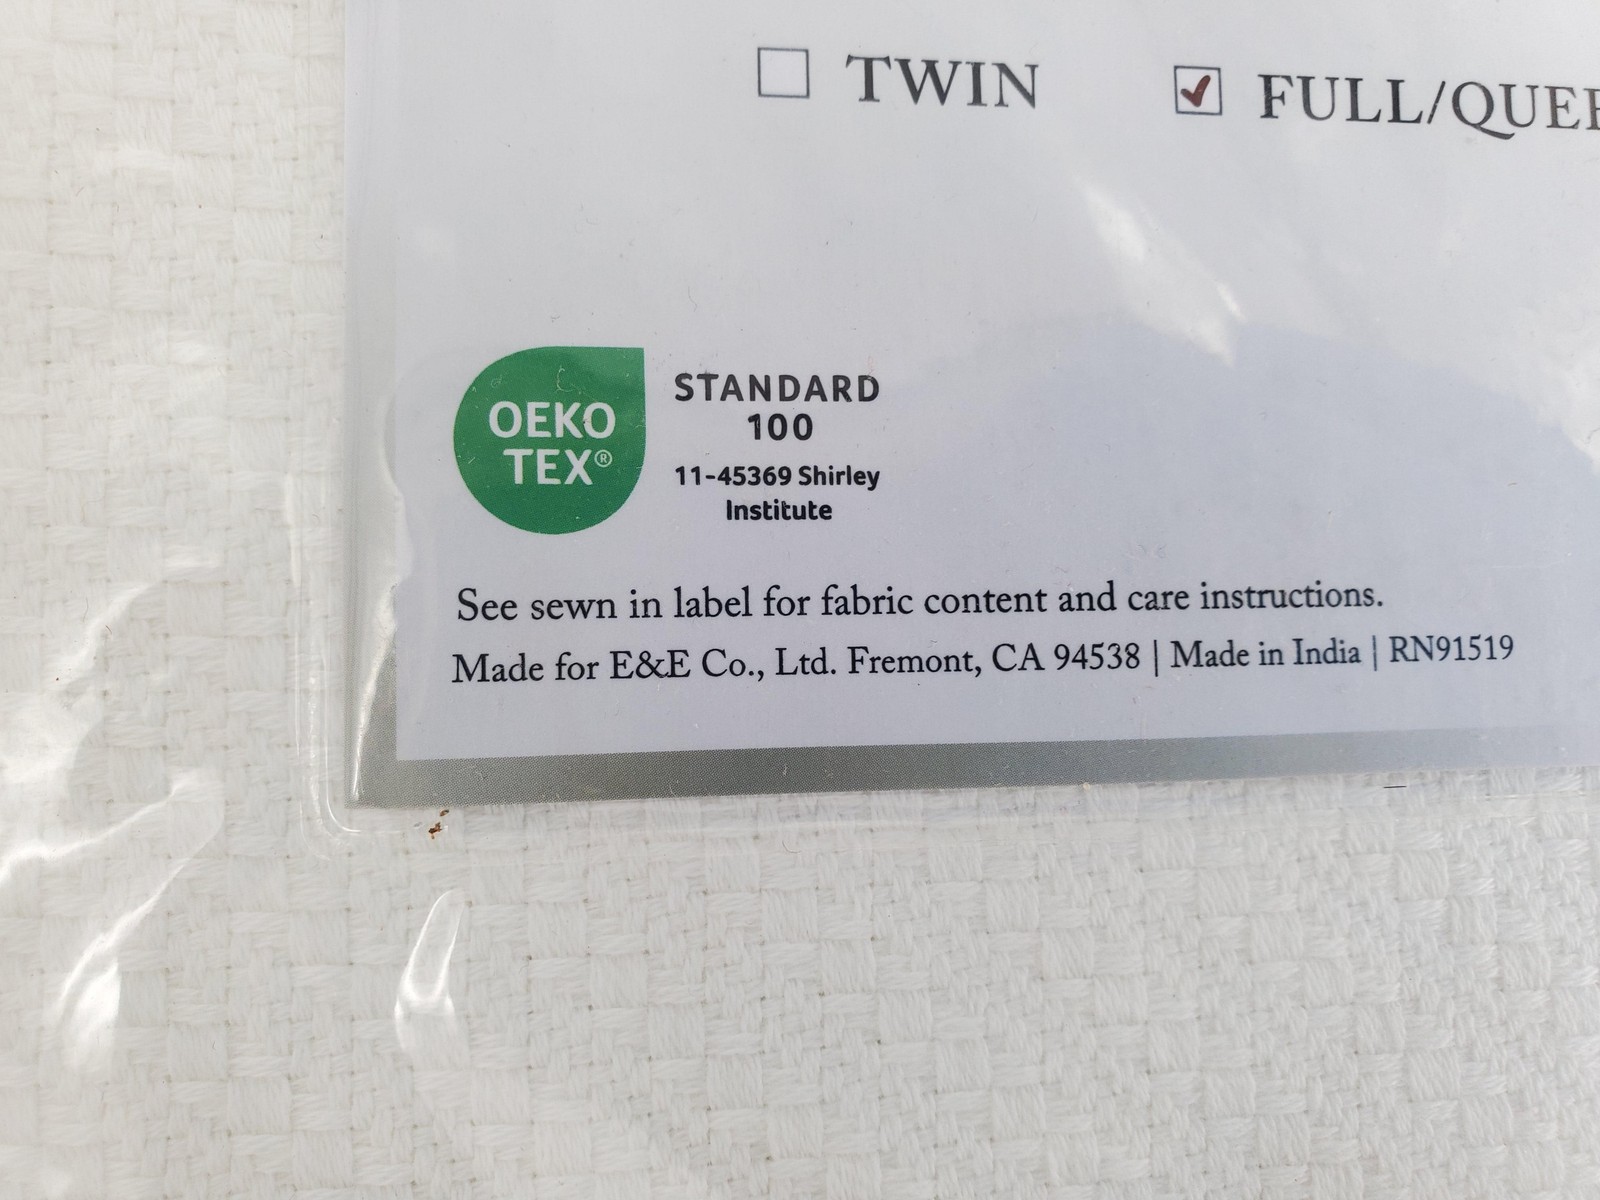 TWIN
FULL/QUEE
OEKO
TEX®
STANDARD
100
11-45369 Shirley
Institute
See sewn in label for fabric content and care instructions.
Made for E&E Co., Ltd. Fremont, CA 94538 | Made in India | RN91519